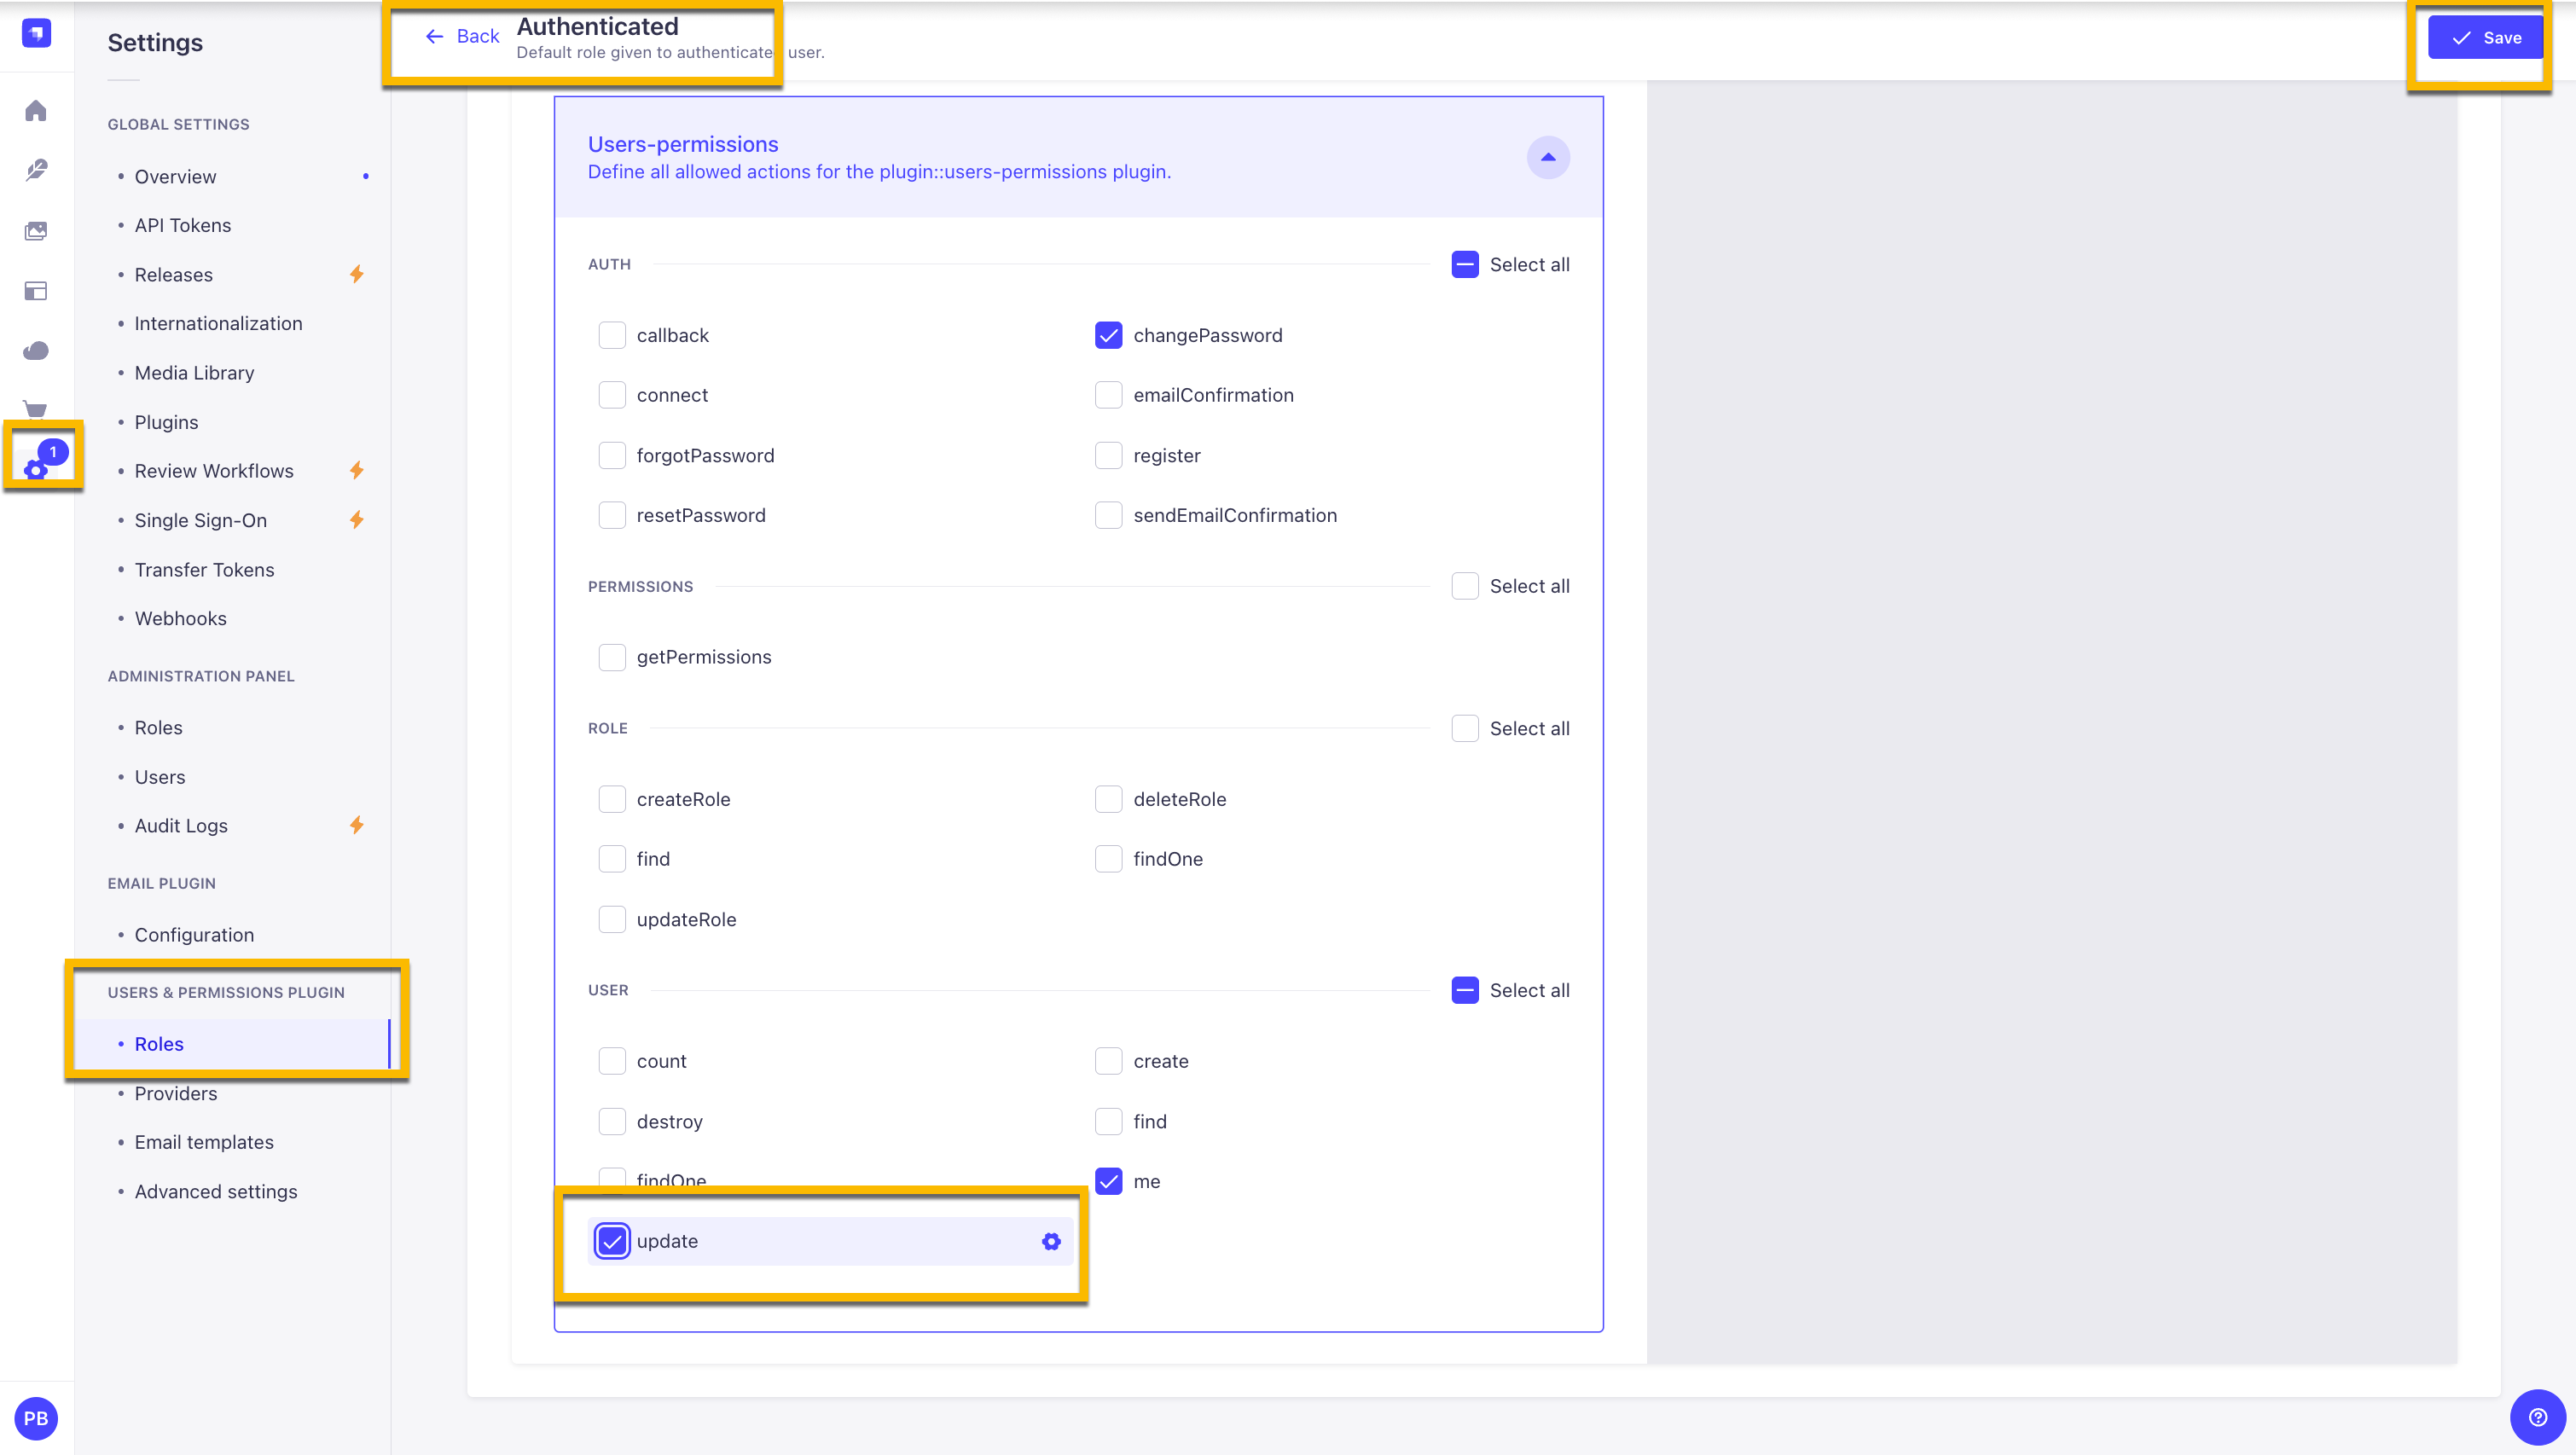 Settings
GLOBAL SETTINGS
Overview
API Tokens
Releases
Internationalization
Media Library
Plugins
1
Review Workflows
Single Sign-On
Transfer Tokens
Webhooks
ADMINISTRATION PANEL
Roles
Users
Audit Logs
EMAIL PLUGIN
Configuration
USERS & PERMISSIONS PLUGIN
Roles
Providers
Email templates
Advanced settings
PB
Back
Authenticated
Default role given to authenticated user.
Save
Users-permissions
Define all allowed actions for the plugin::users-permissions plugin.
AUTH Select all
callback changePassword
connect emailConfirmation
forgotPassword register
resetPassword sendEmailConfirmation
PERMISSIONS Select all
getPermissions
ROLE Select all
createRole deleteRole
find findOne
updateRole
USER Select all
count create
destroy find
findOne me
update